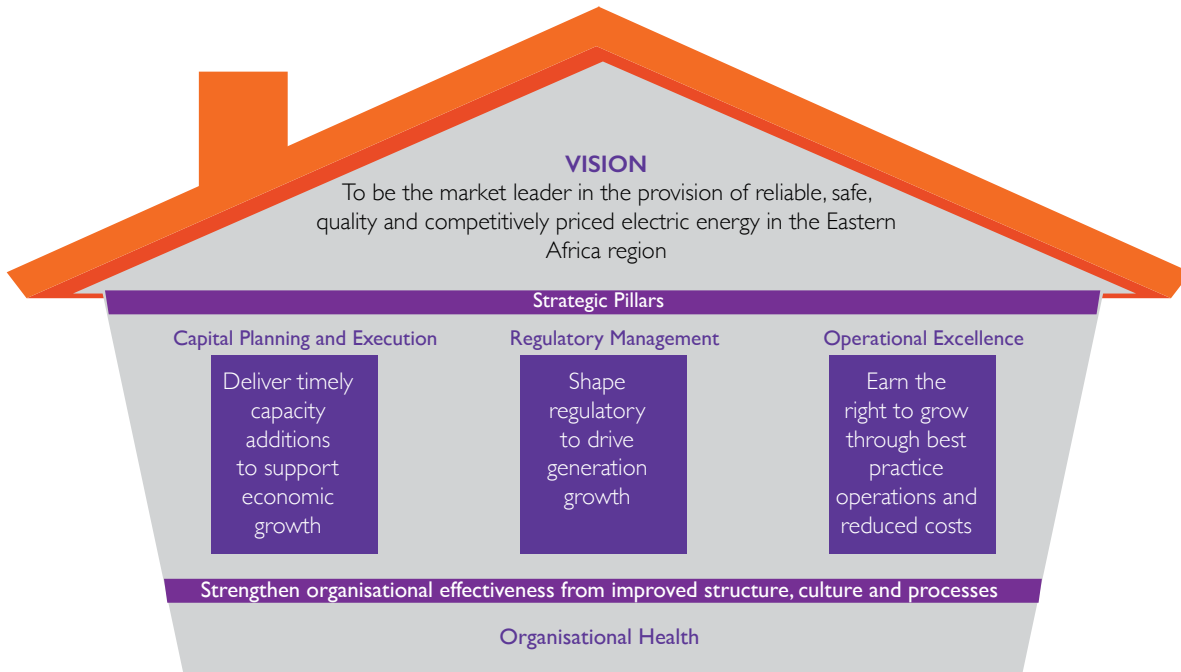 VISION
To be the market leader in the provision of reliable, safe,
quality and competitively priced electric energy in the Eastern
Africa region
Strategic Pillars
Capital Planning and Execution
Deliver timely
capacity
additions
to support
economic
growth
Regulatory Management
Shape
regulatory
to drive
generation
growth
Operational Excellence
Earn the
right to grow
through best
practice
operations and
reduced costs
Strengthen organisational effectiveness from improved structure, culture and processes
Organisational Health